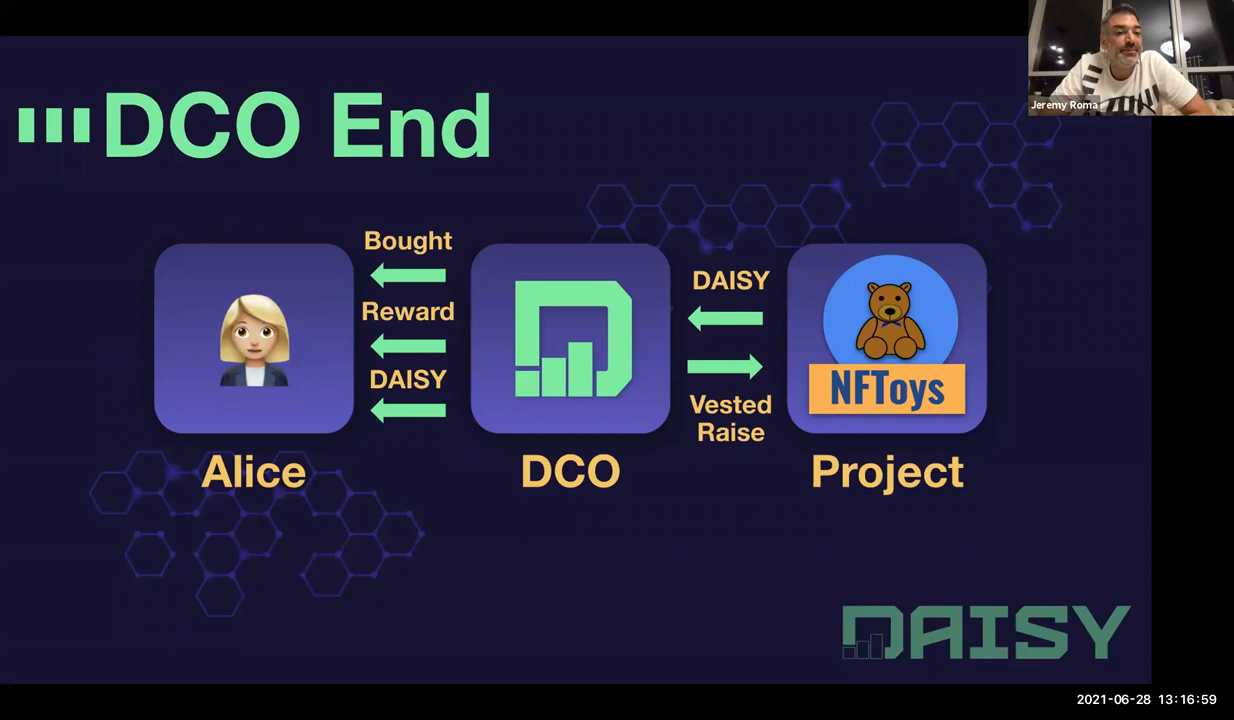 Jeremy Roma
DCO End
Bought
Reward
DAISY
DAISY
Vested
Raise
NFToys
Alice
DCO
Project
DAISY
2021-06-28 13:16:59